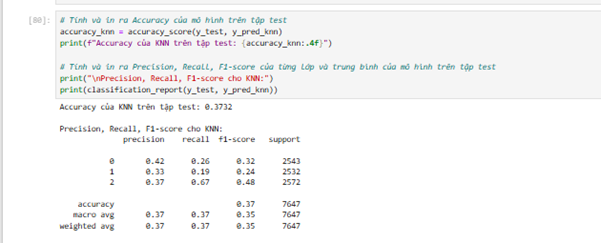 [80]: # Tính và in ra Accuracy của mô hình trên tập test
accuracy_knn = accuracy_score(y_test, y_pred_knn)
print(f"Accuracy của KNN trên tập test: {accuracy_knn:.4f}")
# Tính và in ra Precision, Recall, F1-score của từng lớp và trung bình của mô hình trên tập test
print("\nPrecision, Recall, F1-score cho KNN:")
print(classification_report(y_test, y_pred_knn))
Accuracy của KNN trên tập test: 0.3732
Precision, Recall, F1-score cho KNN:
precision recall f1-score support
0 0.42 0.26 0.32 2543
1 0.33 0.19 0.24 2532
2 0.37 0.67 0.48 2572
accuracy 0.37 7647
macro avg 0.37 0.37 0.35 7647
weighted avg 0.37 0.37 0.35 7647